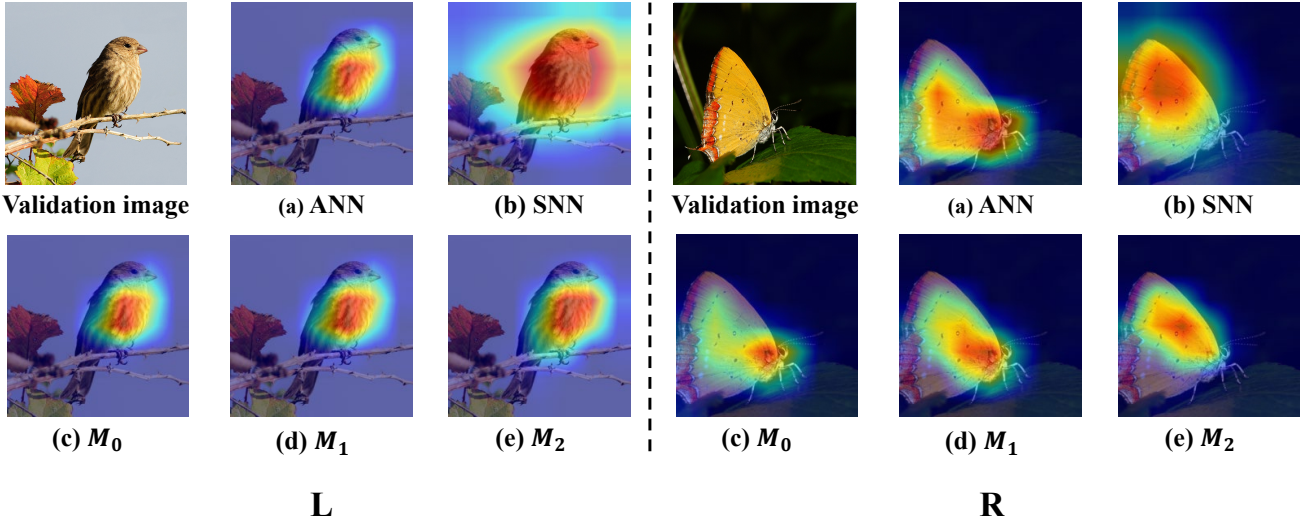 Validation image
(a) ANN
(b) SNN
Validation image
(a) ANN
(b) SNN
(c) M₀
(d) M₁
(e) M₂
(c) M₀
(d) M₁
(e) M₂
L
R